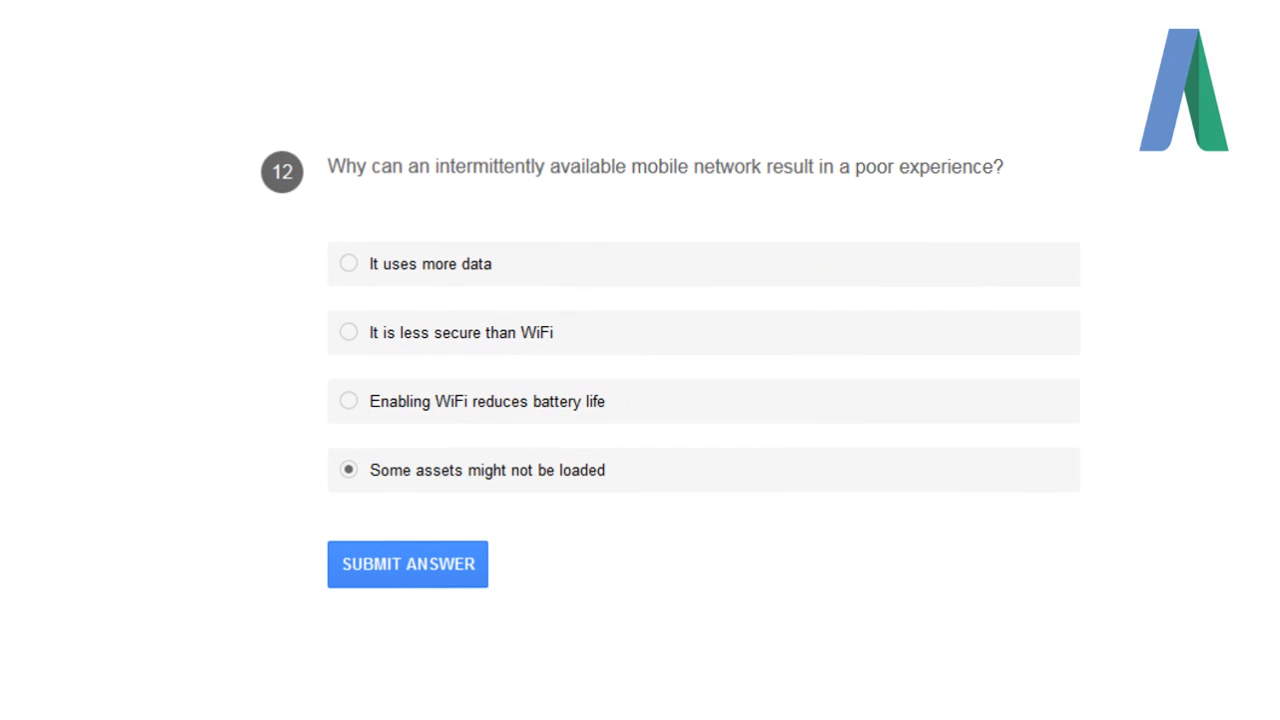 12
Why can an intermittently available mobile network result in a poor experience?
It uses more data
It is less secure than WiFi
Enabling WiFi reduces battery life
Some assets might not be loaded
SUBMIT ANSWER